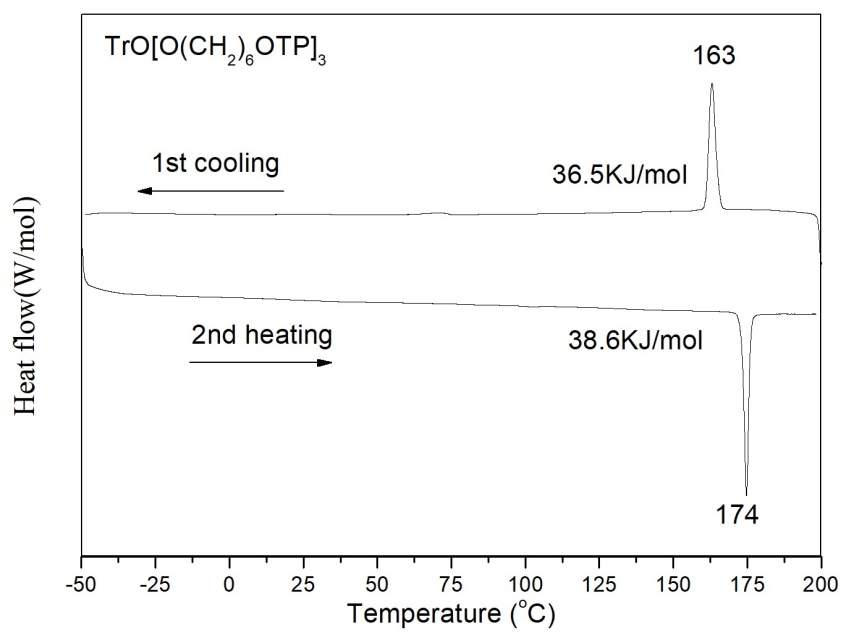 TrO[O(CH₂)₆OTP]₃
163
1st cooling
36.5KJ/mol
2nd heating
38.6KJ/mol
174
Heat flow(W/mol)
-50 -25 0 25 50 75 100 125 150 175 200
Temperature (°C)